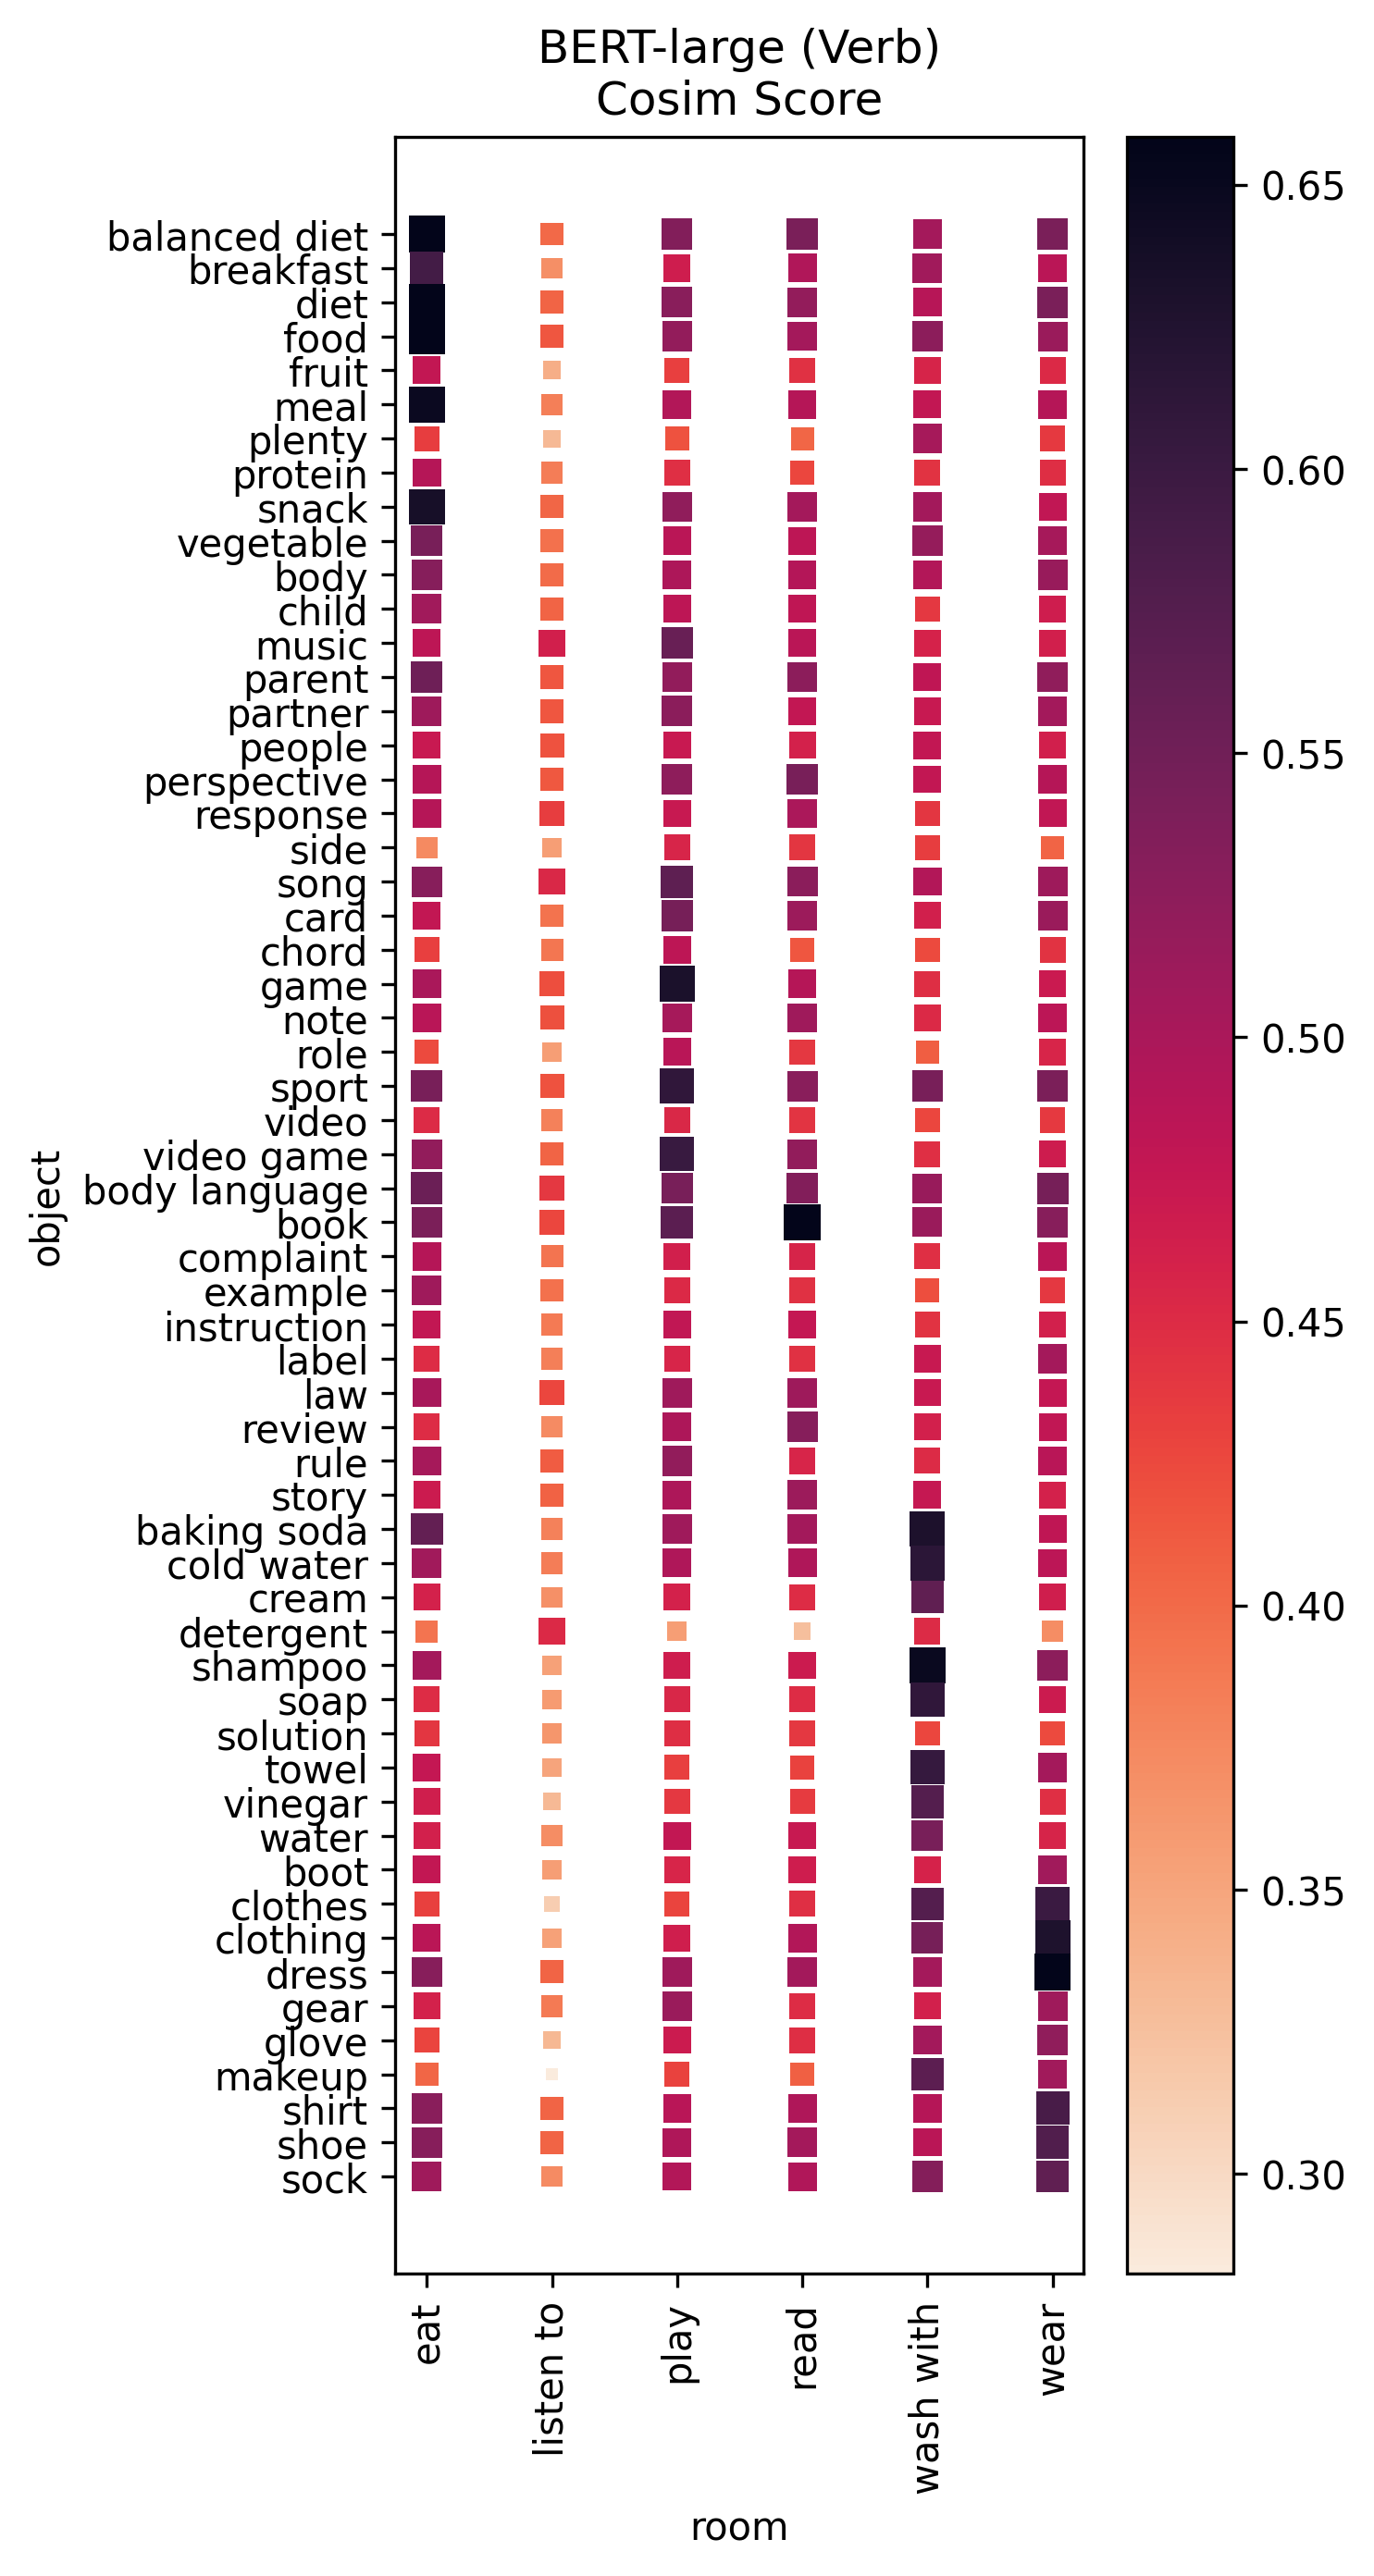 BERT-large (Verb)
Cosim Score
balanced diet
breakfast
diet
food
fruit
meal
plenty
protein
snack
vegetable
body
child
music
parent
partner
people
perspective
response
side
song
card
chord
game
note
role
sport
video
video game
body language
book
complaint
example
instruction
label
law
review
rule
story
baking soda
cold water
cream
detergent
shampoo
soap
solution
towel
vinegar
water
boot
clothes
clothing
dress
gear
glove
makeup
shirt
shoe
sock
object
eat
listen to
play
read
wash with
wear
room
0.65
0.60
0.55
0.50
0.45
0.40
0.35
0.30